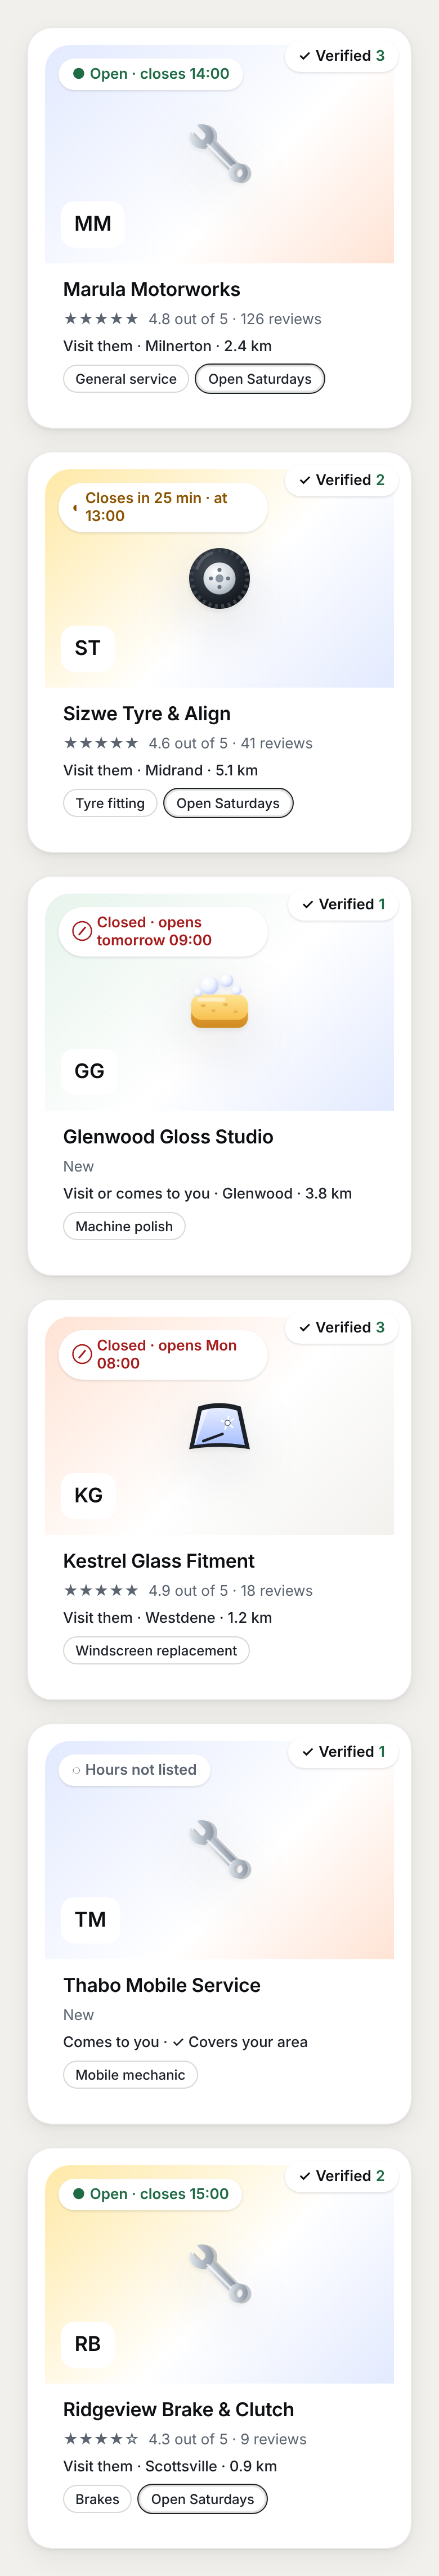 ● Open · closes 14:00
✓ Verified 3
MM
Marula Motorworks
★★★★★ 4.8 out of 5 · 126 reviews
Visit them · Milnerton · 2.4 km
General service
Open Saturdays
Closes in 25 min · at
13:00
✓ Verified 2
ST
Sizwe Tyre & Align
★★★★★ 4.6 out of 5 · 41 reviews
Visit them · Midrand · 5.1 km
Tyre fitting
Open Saturdays
Closed · opens
tomorrow 09:00
✓ Verified 1
GG
Glenwood Gloss Studio
New
Visit or comes to you · Glenwood · 3.8 km
Machine polish
Closed · opens Mon
08:00
✓ Verified 3
KG
Kestrel Glass Fitment
★★★★★ 4.9 out of 5 · 18 reviews
Visit them · Westdene · 1.2 km
Windscreen replacement
○ Hours not listed
✓ Verified 1
TM
Thabo Mobile Service
New
Comes to you · ✓ Covers your area
Mobile mechanic
● Open · closes 15:00
✓ Verified 2
RB
Ridgeview Brake & Clutch
★★★★☆ 4.3 out of 5 · 9 reviews
Visit them · Scottsville · 0.9 km
Brakes
Open Saturdays